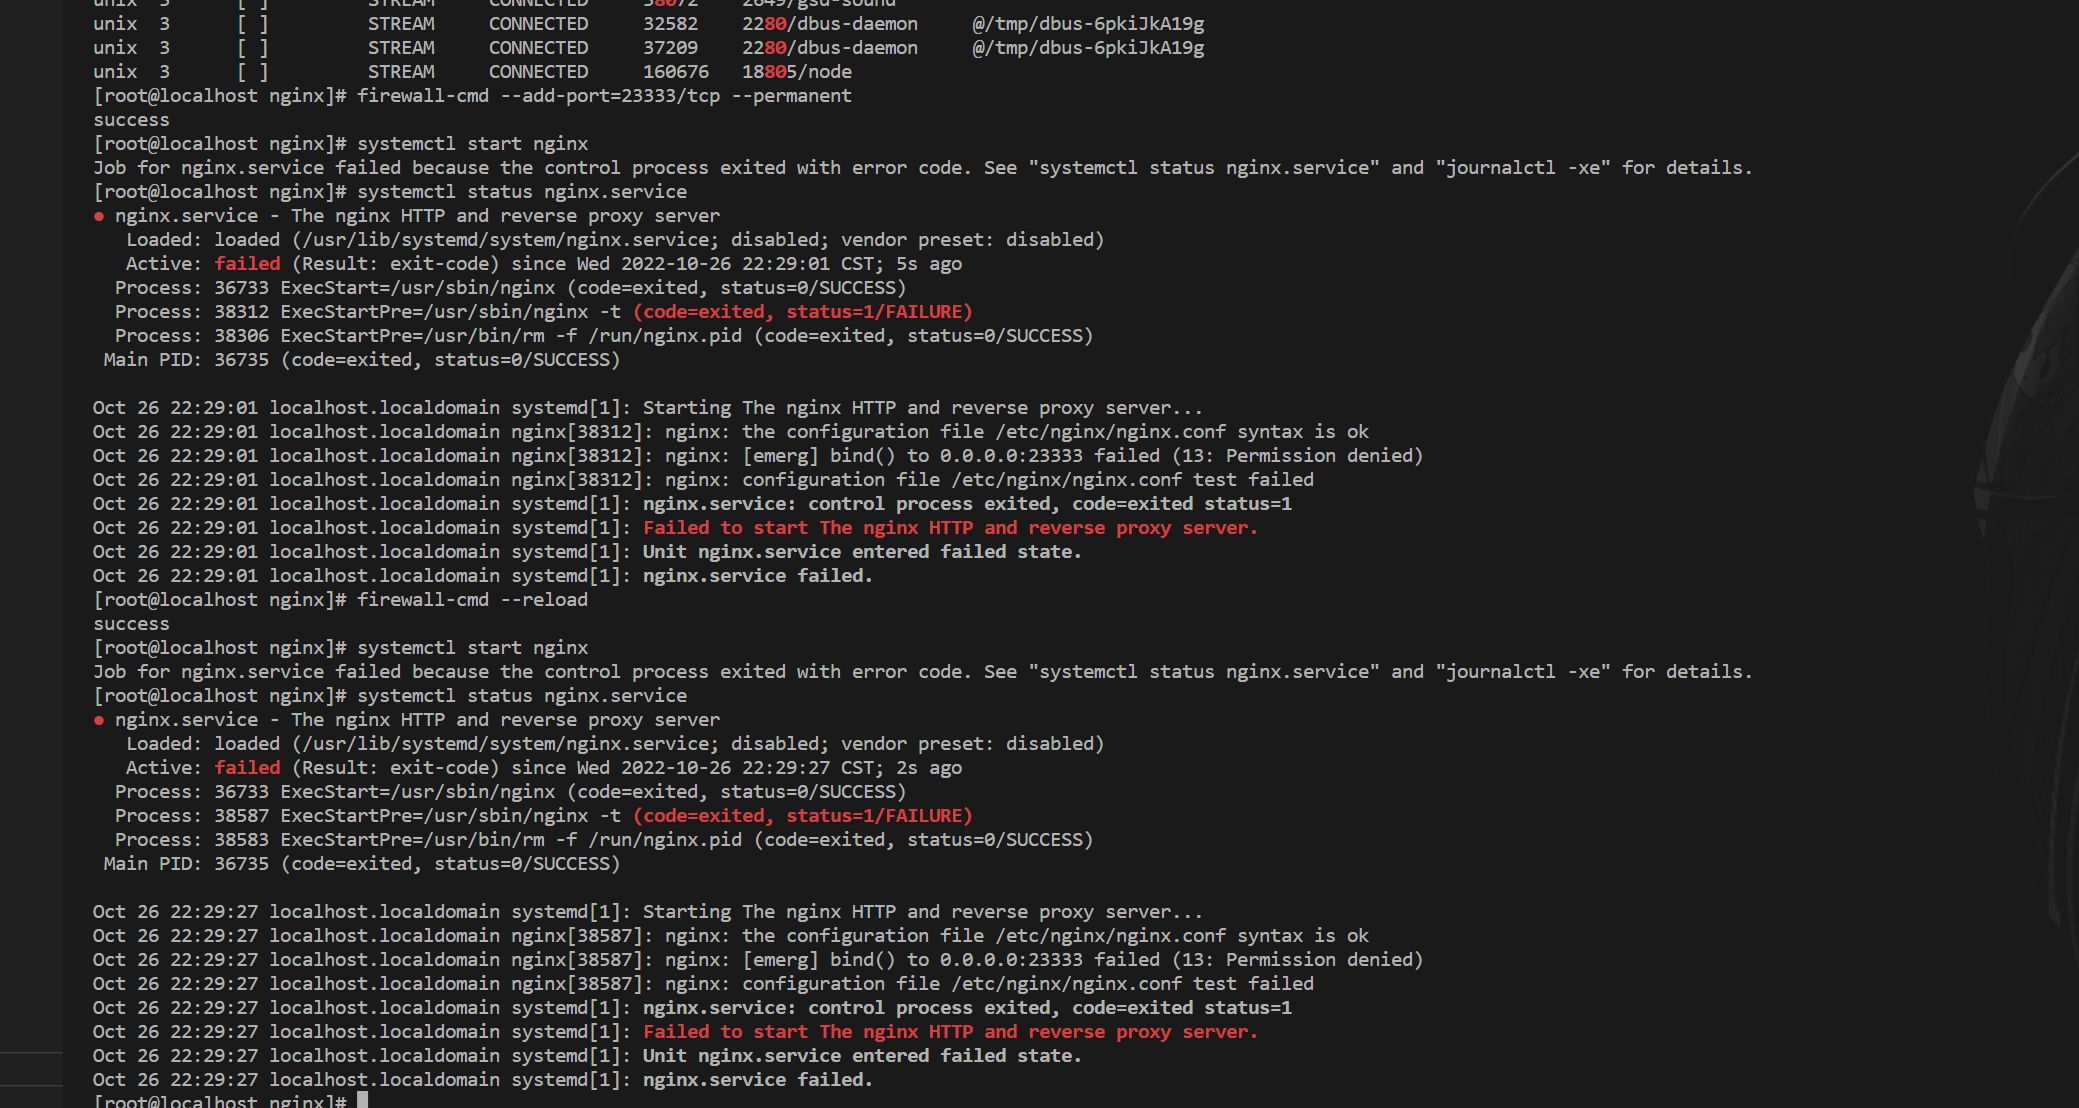 unix  3      [ ]         STREAM     CONNECTED     38072    2649/gsd-sound
unix  3      [ ]         STREAM     CONNECTED     32582    2280/dbus-daemon     @/tmp/dbus-6pkiJkA19g
unix  3      [ ]         STREAM     CONNECTED     37209    2280/dbus-daemon     @/tmp/dbus-6pkiJkA19g
unix  3      [ ]         STREAM     CONNECTED     160676   18805/node
[root@localhost nginx]# firewall-cmd --add-port=23333/tcp --permanent
success
[root@localhost nginx]# systemctl start nginx
Job for nginx.service failed because the control process exited with error code. See "systemctl status nginx.service" and "journalctl -xe" for details.
[root@localhost nginx]# systemctl status nginx.service
● nginx.service - The nginx HTTP and reverse proxy server
   Loaded: loaded (/usr/lib/systemd/system/nginx.service; disabled; vendor preset: disabled)
   Active: failed (Result: exit-code) since Wed 2022-10-26 22:29:01 CST; 5s ago
  Process: 36733 ExecStart=/usr/sbin/nginx (code=exited, status=0/SUCCESS)
  Process: 38312 ExecStartPre=/usr/sbin/nginx -t (code=exited, status=1/FAILURE)
  Process: 38306 ExecStartPre=/usr/bin/rm -f /run/nginx.pid (code=exited, status=0/SUCCESS)
 Main PID: 36735 (code=exited, status=0/SUCCESS)

Oct 26 22:29:01 localhost.localdomain systemd[1]: Starting The nginx HTTP and reverse proxy server...
Oct 26 22:29:01 localhost.localdomain nginx[38312]: nginx: the configuration file /etc/nginx/nginx.conf syntax is ok
Oct 26 22:29:01 localhost.localdomain nginx[38312]: nginx: [emerg] bind() to 0.0.0.0:23333 failed (13: Permission denied)
Oct 26 22:29:01 localhost.localdomain nginx[38312]: nginx: configuration file /etc/nginx/nginx.conf test failed
Oct 26 22:29:01 localhost.localdomain systemd[1]: nginx.service: control process exited, code=exited status=1
Oct 26 22:29:01 localhost.localdomain systemd[1]: Failed to start The nginx HTTP and reverse proxy server.
Oct 26 22:29:01 localhost.localdomain systemd[1]: Unit nginx.service entered failed state.
Oct 26 22:29:01 localhost.localdomain systemd[1]: nginx.service failed.
[root@localhost nginx]# firewall-cmd --reload
success
[root@localhost nginx]# systemctl start nginx
Job for nginx.service failed because the control process exited with error code. See "systemctl status nginx.service" and "journalctl -xe" for details.
[root@localhost nginx]# systemctl status nginx.service
● nginx.service - The nginx HTTP and reverse proxy server
   Loaded: loaded (/usr/lib/systemd/system/nginx.service; disabled; vendor preset: disabled)
   Active: failed (Result: exit-code) since Wed 2022-10-26 22:29:27 CST; 2s ago
  Process: 36733 ExecStart=/usr/sbin/nginx (code=exited, status=0/SUCCESS)
  Process: 38587 ExecStartPre=/usr/sbin/nginx -t (code=exited, status=1/FAILURE)
  Process: 38583 ExecStartPre=/usr/bin/rm -f /run/nginx.pid (code=exited, status=0/SUCCESS)
 Main PID: 36735 (code=exited, status=0/SUCCESS)

Oct 26 22:29:27 localhost.localdomain systemd[1]: Starting The nginx HTTP and reverse proxy server...
Oct 26 22:29:27 localhost.localdomain nginx[38587]: nginx: the configuration file /etc/nginx/nginx.conf syntax is ok
Oct 26 22:29:27 localhost.localdomain nginx[38587]: nginx: [emerg] bind() to 0.0.0.0:23333 failed (13: Permission denied)
Oct 26 22:29:27 localhost.localdomain nginx[38587]: nginx: configuration file /etc/nginx/nginx.conf test failed
Oct 26 22:29:27 localhost.localdomain systemd[1]: nginx.service: control process exited, code=exited status=1
Oct 26 22:29:27 localhost.localdomain systemd[1]: Failed to start The nginx HTTP and reverse proxy server.
Oct 26 22:29:27 localhost.localdomain systemd[1]: Unit nginx.service entered failed state.
Oct 26 22:29:27 localhost.localdomain systemd[1]: nginx.service failed.
[root@localhost nginx]#